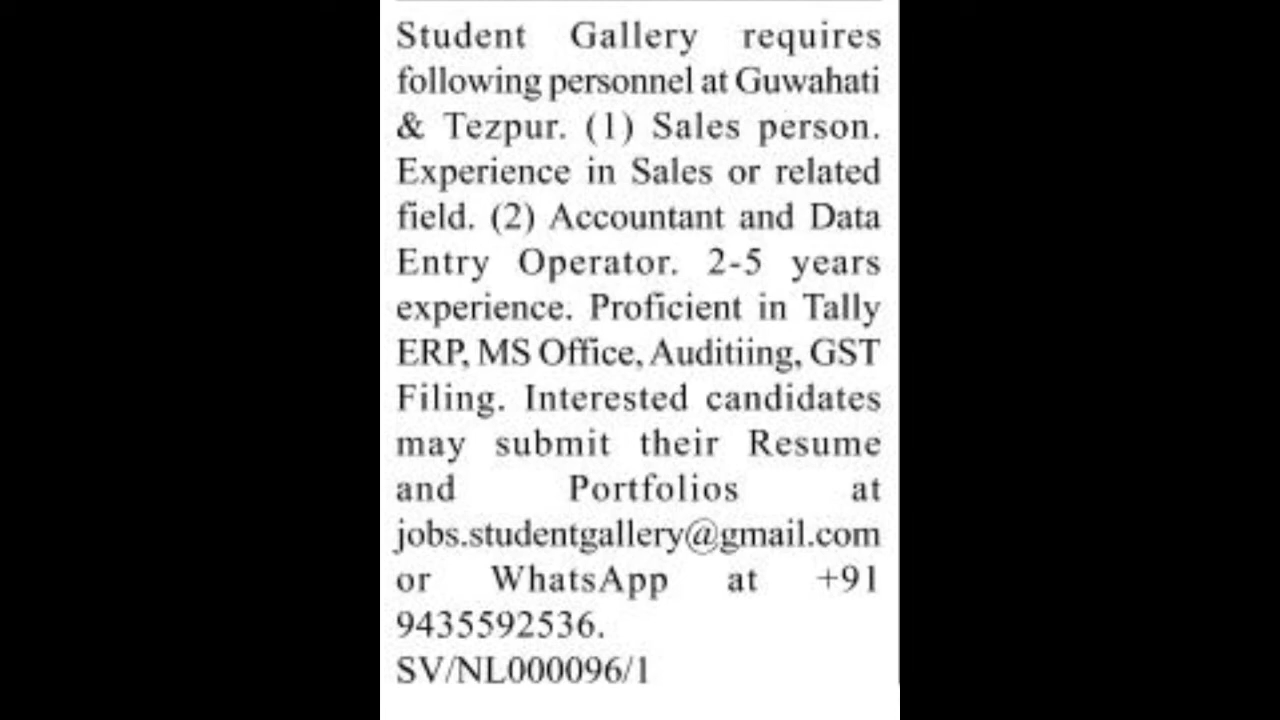 Student Gallery requires
following personnel at Guwahati
& Tezpur. (1) Sales person.
Experience in Sales or related
field. (2) Accountant and Data
Entry Operator. 2-5 years
experience. Proficient in Tally
ERP, MS Office, Auditiing, GST
Filing. Interested candidates
may submit their Resume
and Portfolios at
jobs.studentgallery@gmail.com
or WhatsApp at +91
9435592536.
SV/NL000096/1